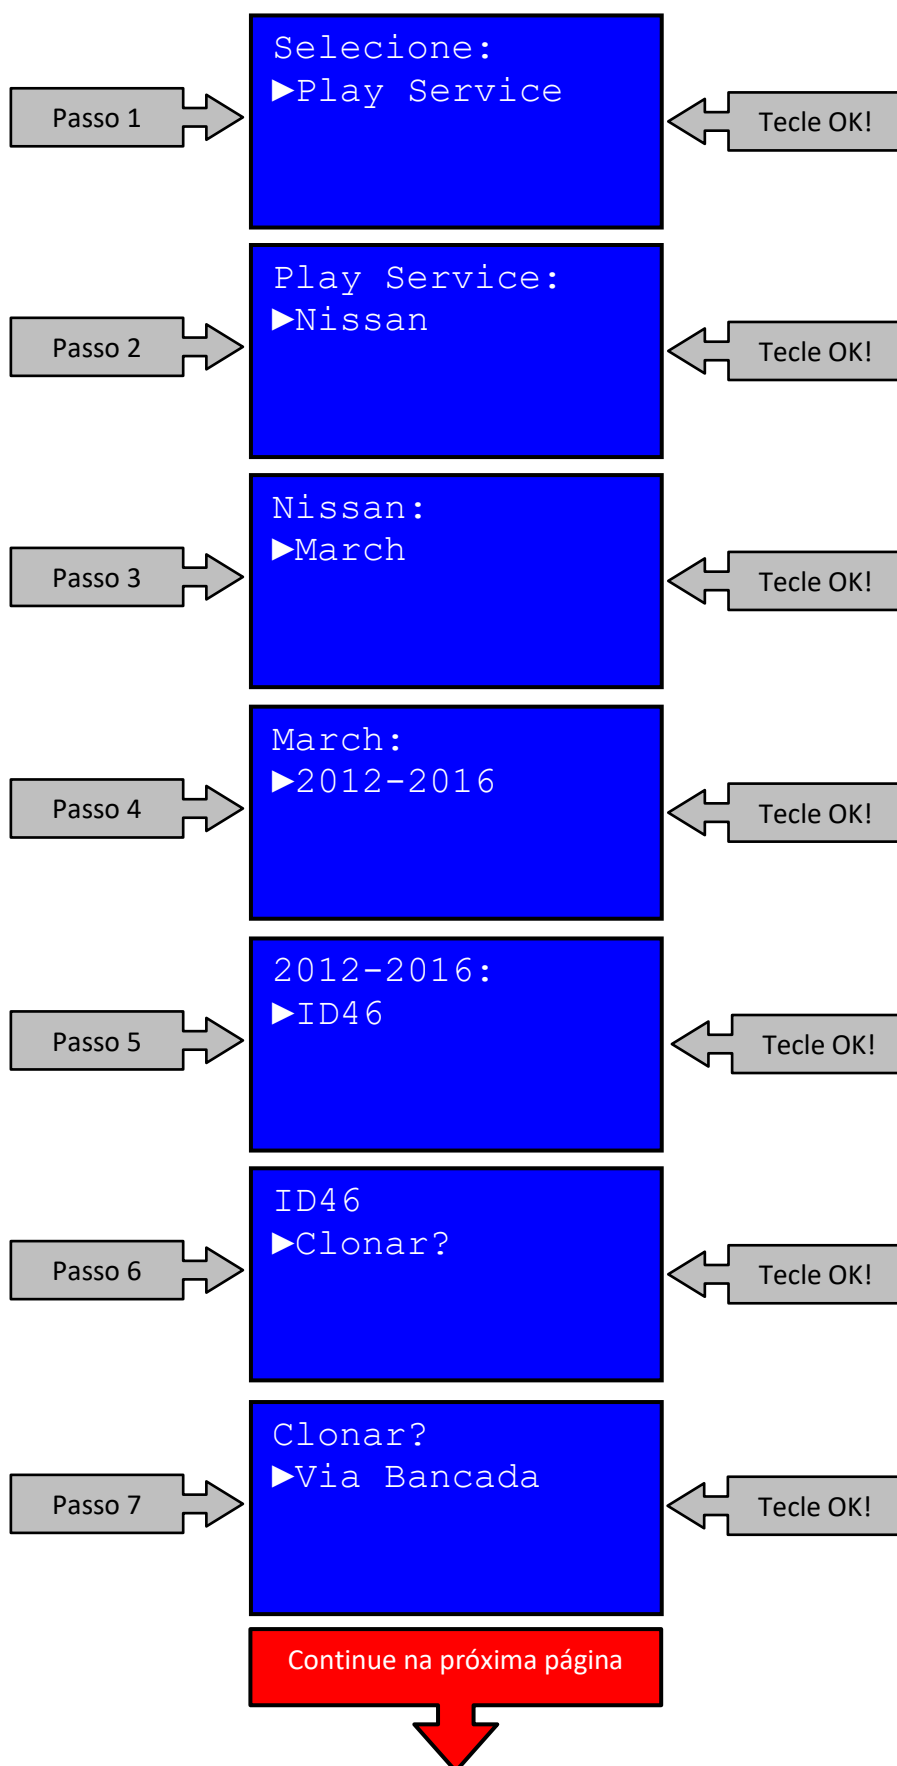 Selecione:
►Play Service
Passo 1
Tecle OK!
Play Service:
►Nissan
Passo 2
Tecle OK!
Nissan:
►March
Passo 3
Tecle OK!
March:
►2012-2016
Passo 4
Tecle OK!
2012-2016:
►ID46
Passo 5
Tecle OK!
ID46
►Clonar?
Passo 6
Tecle OK!
Clonar?
►Via Bancada
Passo 7
Tecle OK!
Continue na próxima página